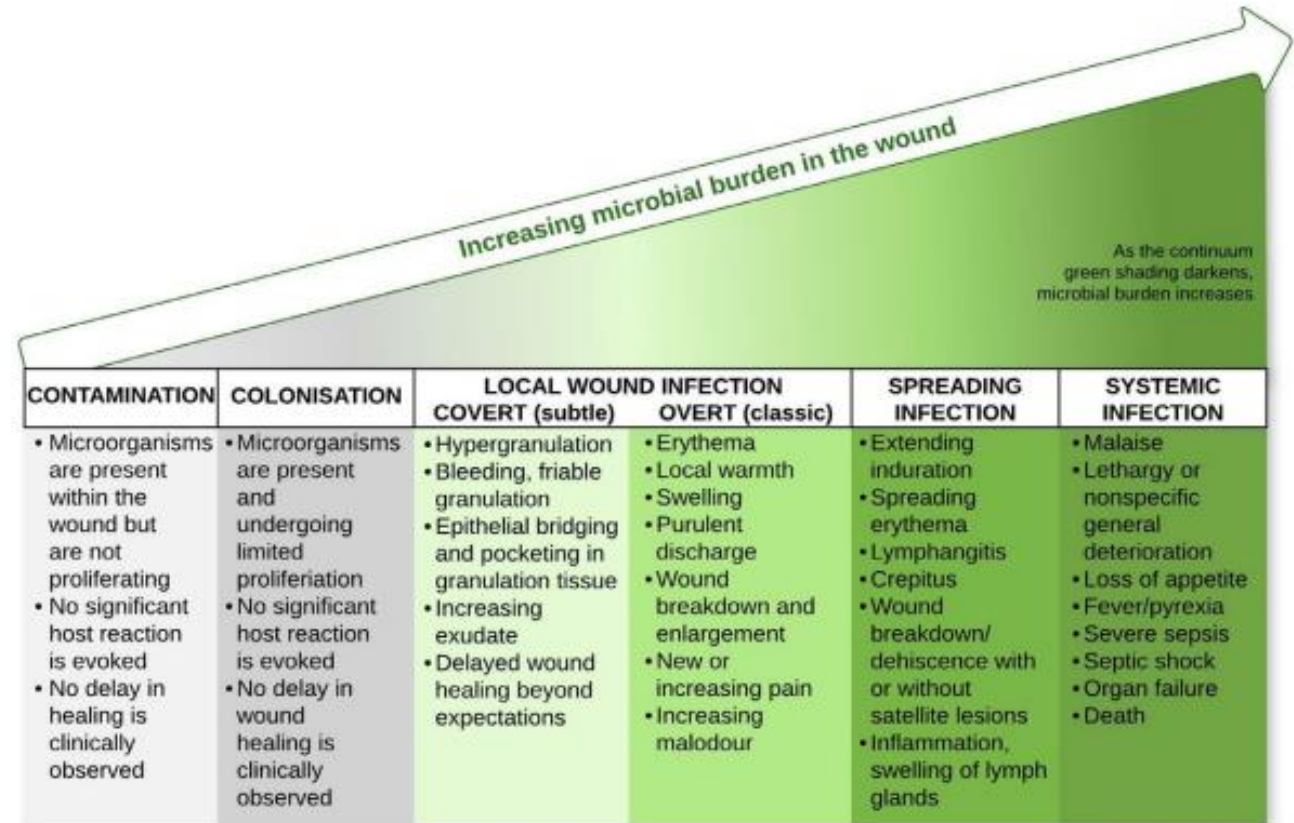 Increasing microbial burden in the wound
As the continuum
green shading darkens,
microbial burden increases
CONTAMINATION
• Microorganisms
are present
within the
wound but
are not
proliferating
• No significant
host reaction
is evoked
• No delay in
healing is
clinically
observed
COLONISATION
• Microorganisms
are present
and
undergoing
limited
proliferiation
• No significant
host reaction
is evoked
• No delay in
wound
healing is
clinically
observed
LOCAL WOUND INFECTION
COVERT (subtle)
• Hypergranulation
• Bleeding, friable
granulation
• Epithelial bridging
and pocketing in
granulation tissue
• Increasing
exudate
• Delayed wound
healing beyond
expectations
OVERT (classic)
• Erythema
• Local warmth
• Swelling
• Purulent
discharge
• Wound
breakdown and
enlargement
• New or
increasing pain
• Increasing
malodour
SPREADING
INFECTION
• Extending
induration
• Spreading
erythema
• Lymphangitis
• Crepitus
• Wound
breakdown/
dehiscence with
or without
satellite lesions
• Inflammation,
swelling of lymph
glands
SYSTEMIC
INFECTION
• Malaise
• Lethargy or
nonspecific
general
deterioration
• Loss of appetite
• Fever/pyrexia
• Severe sepsis
• Septic shock
• Organ failure
• Death